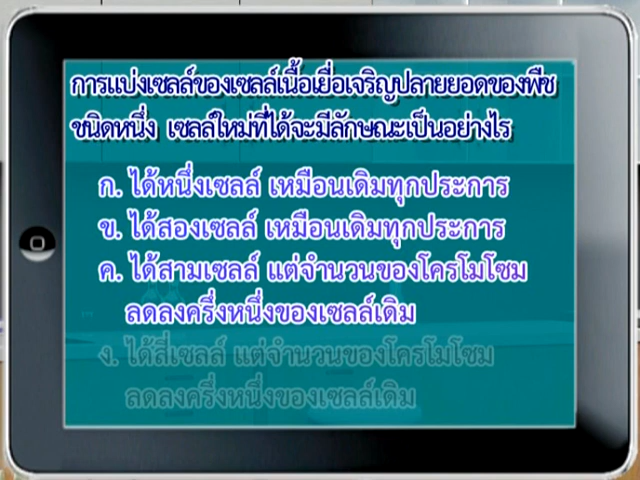 การแบ่งเซลล์ของเซลล์เนื้อเยื่อเจริญปลายยอดของพืช
ชนิดหนึ่ง เซลล์ใหม่ที่ได้จะมีลักษณะเป็นอย่างไร
ก. ได้หนึ่งเซลล์ เหมือนเดิมทุกประการ
ข. ได้สองเซลล์ เหมือนเดิมทุกประการ
ค. ได้สามเซลล์ แต่จำนวนของโครโมโซม
ลดลงครึ่งหนึ่งของเซลล์เดิม
ง. ได้สี่เซลล์ แต่จำนวนของโครโมโซม
ลดลงครึ่งหนึ่งของเซลล์เดิม